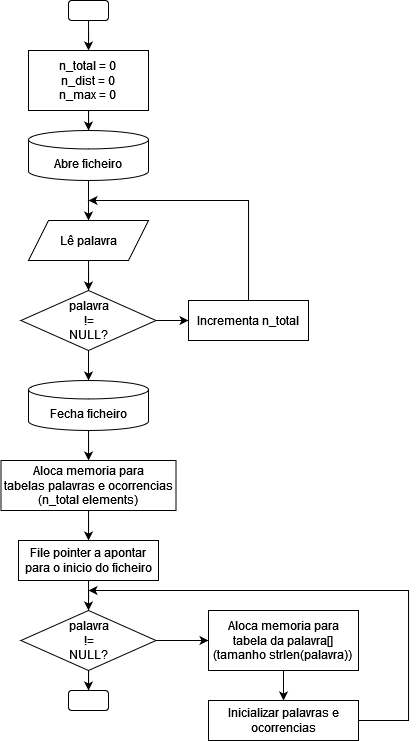 n_total = 0
n_dist = 0
n_max = 0
Abre ficheiro
Lê palavra
palavra
!=
NULL?
Incrementa n_total
Fecha ficheiro
Aloca memoria para
tabelas palavras e ocorrencias
(n_total elements)
File pointer a apontar
para o inicio do ficheiro
palavra
!=
NULL?
Aloca memoria para
tabela da palavra[]
(tamanho strlen(palavra))
Inicializar palavras e
ocorrencias